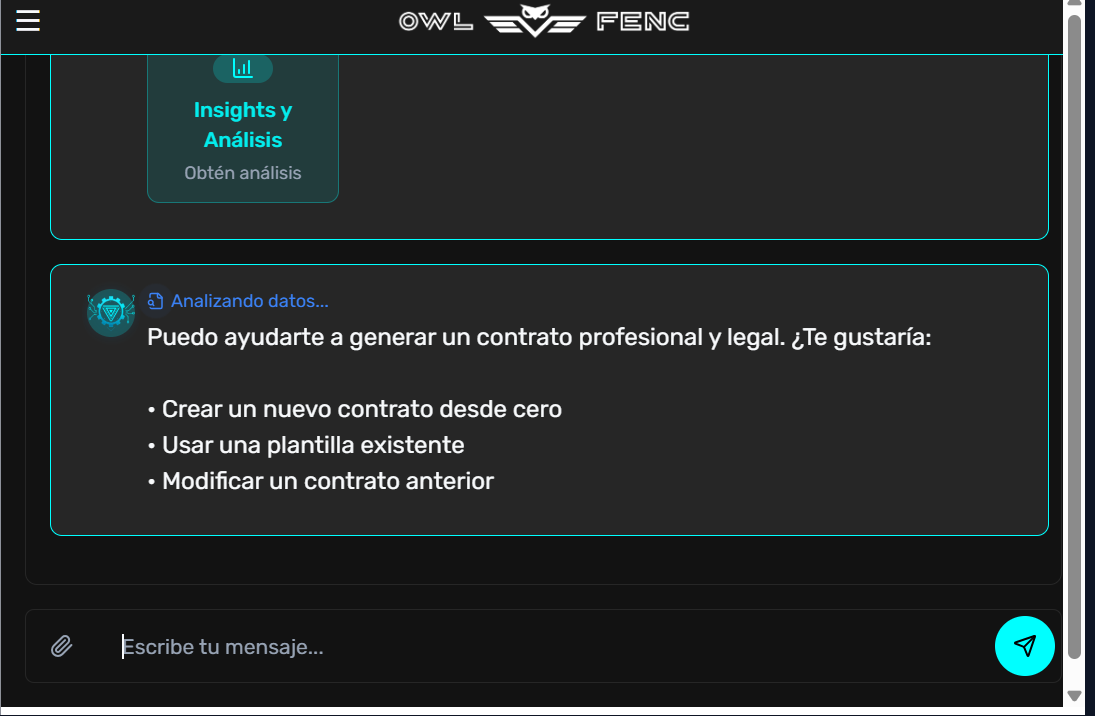 OWL FENC
Insights y
Análisis
Obtén análisis
Analizando datos...
Puedo ayudarte a generar un contrato profesional y legal. ¿Te gustaría:
• Crear un nuevo contrato desde cero
• Usar una plantilla existente
• Modificar un contrato anterior
Escribe tu mensaje...